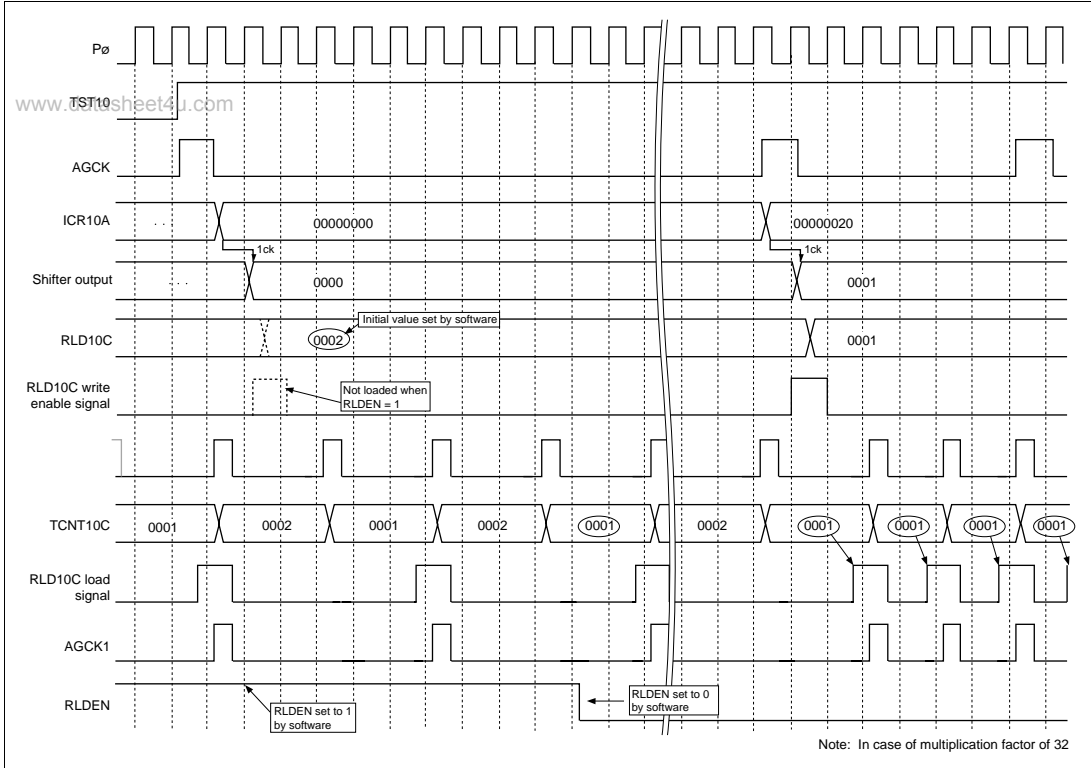 Pø
www.datasheet4u.com
TST10
AGCK
ICR10A . . 00000000 00000020
1ck 1ck
Shifter output . . . 0000 0001
Initial value set by software
RLD10C 0002 0001
RLD10C write
enable signal
Not loaded when
RLDEN = 1
TCNT10C 0001 0002 0001 0002 0001 0002 0001 0001 0001 0001
RLD10C load
signal
AGCK1
RLDEN
RLDEN set to 1
by software
RLDEN set to 0
by software
Note: In case of multiplication factor of 32